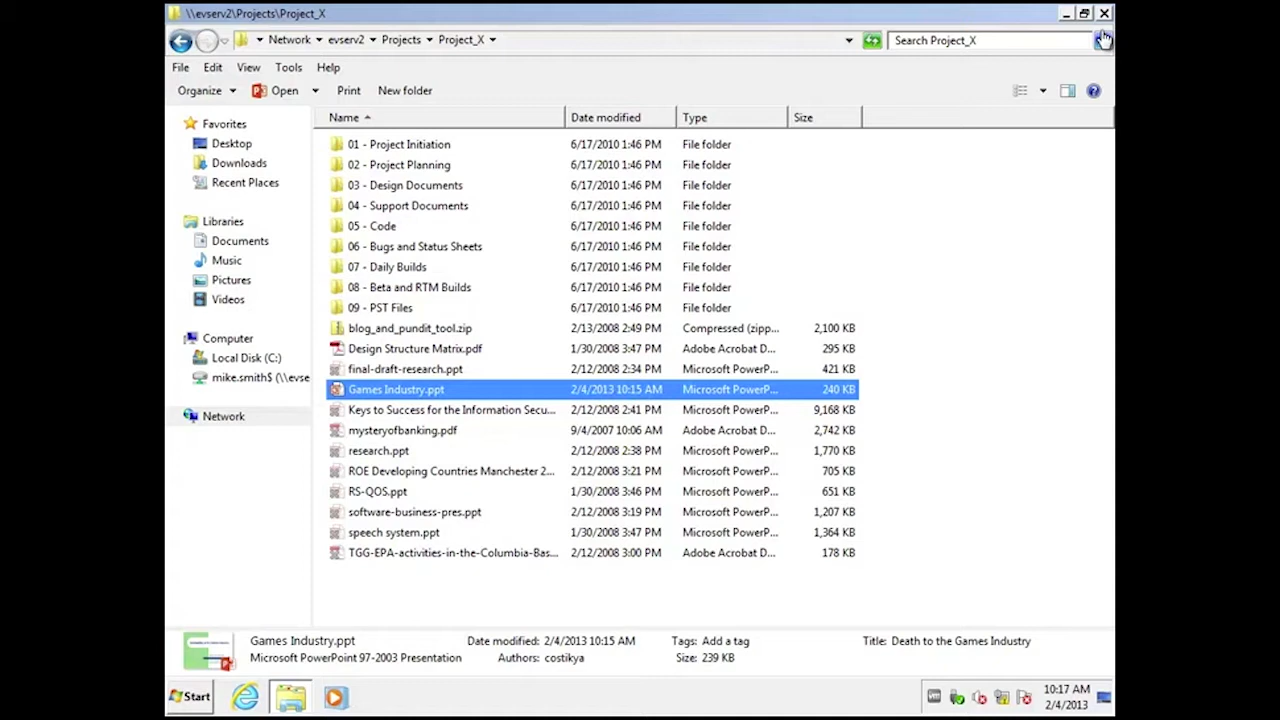 \\evserv2\Projects\Project_X
Network evserv2 Projects Project_X
Search Project_X
File Edit View Tools Help
Organize Open Print New folder
Name Date modified Type Size
Favorites
Desktop
Downloads
Recent Places
Libraries
Documents
Music
Pictures
Videos
Computer
Local Disk (C:)
mike.smith$ (\\evse
Network
01 - Project Initiation 6/17/2010 1:46 PM File folder
02 - Project Planning 6/17/2010 1:46 PM File folder
03 - Design Documents 6/17/2010 1:46 PM File folder
04 - Support Documents 6/17/2010 1:46 PM File folder
05 - Code 6/17/2010 1:46 PM File folder
06 - Bugs and Status Sheets 6/17/2010 1:46 PM File folder
07 - Daily Builds 6/17/2010 1:46 PM File folder
08 - Beta and RTM Builds 6/17/2010 1:46 PM File folder
09 - PST Files 6/17/2010 1:46 PM File folder
blog_and_pundit_tool.zip 2/13/2008 2:49 PM Compressed (zipp... 2,100 KB
Design Structure Matrix.pdf 1/30/2008 3:47 PM Adobe Acrobat D... 295 KB
final-draft-research.ppt 2/12/2008 2:34 PM Microsoft PowerP... 421 KB
Games Industry.ppt 2/4/2013 10:15 AM Microsoft PowerP... 240 KB
Keys to Success for the Information Secu... 2/12/2008 2:41 PM Microsoft PowerP... 9,168 KB
mysteryofbanking.pdf 9/4/2007 10:06 AM Adobe Acrobat D... 2,742 KB
research.ppt 2/12/2008 2:38 PM Microsoft PowerP... 1,770 KB
ROE Developing Countries Manchester 2... 2/12/2008 3:21 PM Microsoft PowerP... 705 KB
RS-QOS.ppt 1/30/2008 3:46 PM Microsoft PowerP... 651 KB
software-business-pres.ppt 2/12/2008 3:19 PM Microsoft PowerP... 1,207 KB
speech system.ppt 1/30/2008 3:47 PM Microsoft PowerP... 1,364 KB
TGG-EPA-activities-in-the-Columbia-Bas... 2/12/2008 3:00 PM Adobe Acrobat D... 178 KB
Games Industry.ppt Date modified: 2/4/2013 10:15 AM Tags: Add a tag Title: Death to the Games Industry
Microsoft PowerPoint 97-2003 Presentation Authors: costikya Size: 239 KB
Start 10:17 AM
2/4/2013